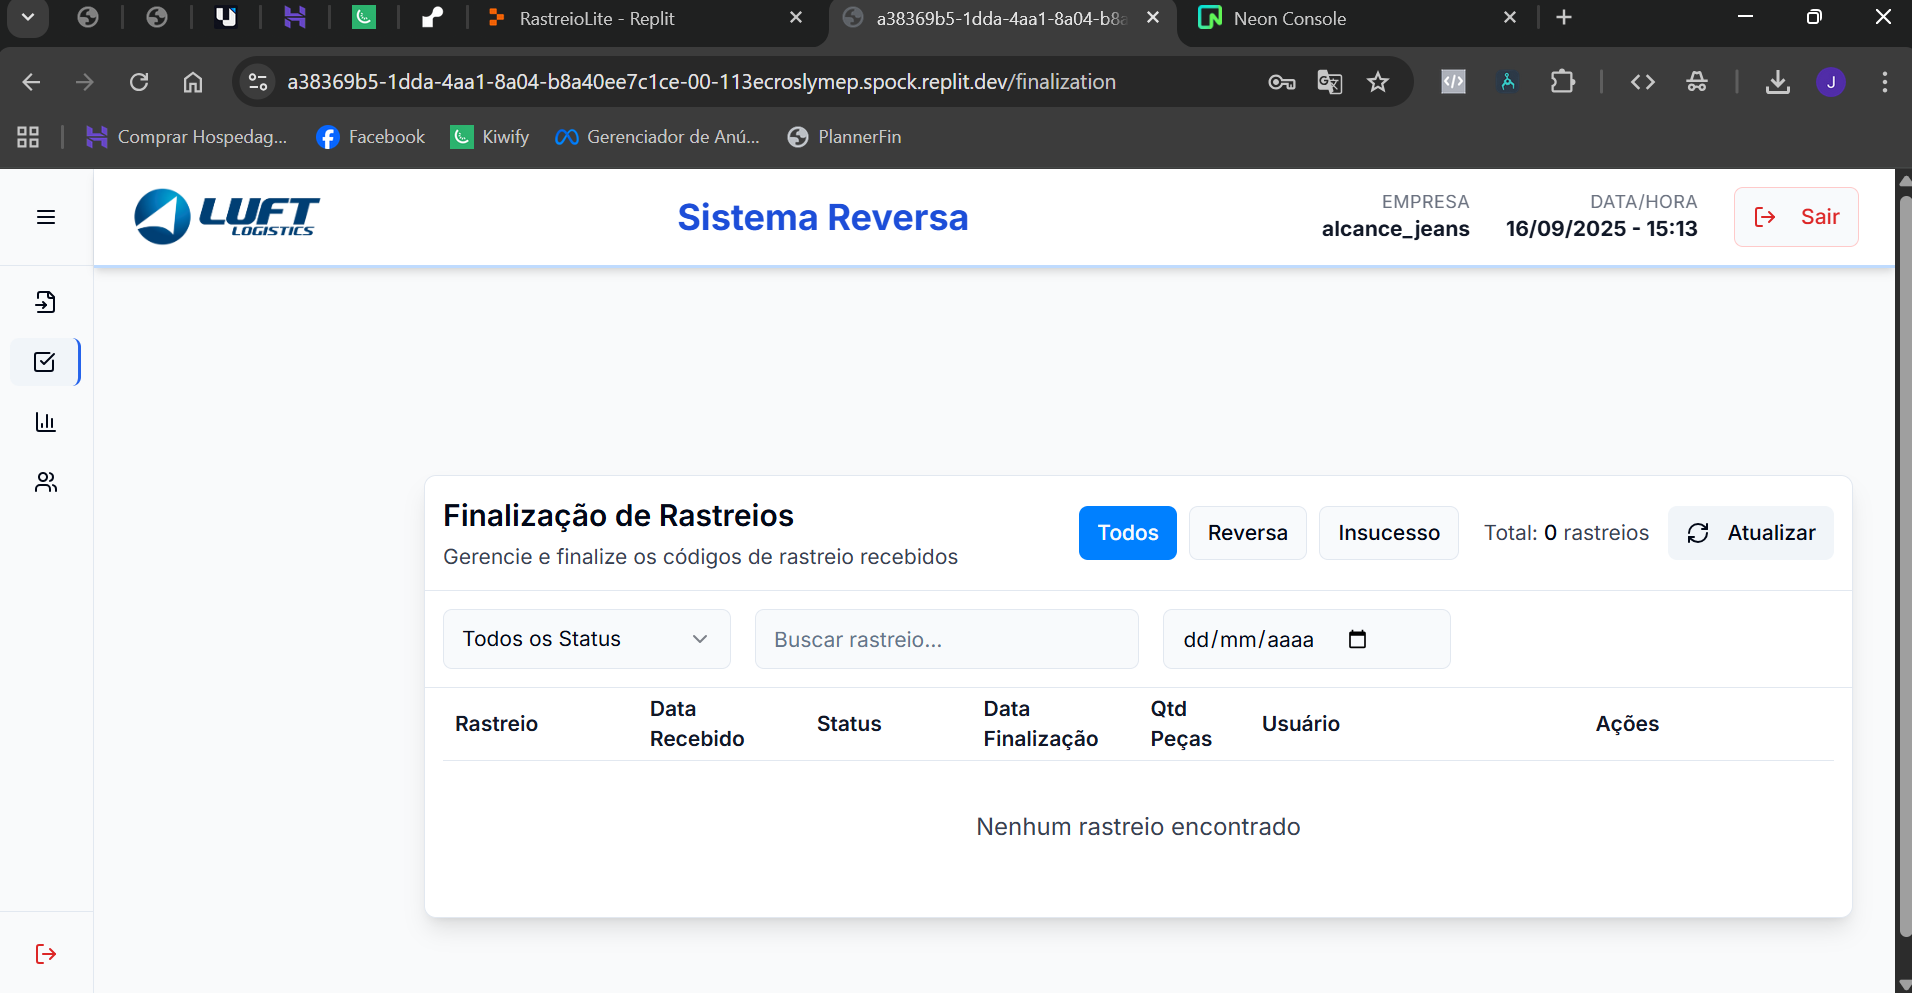 RastreioLite - Replit
a38369b5-1dda-4aa1-8a04-b8a
Neon Console
a38369b5-1dda-4aa1-8a04-b8a40ee7c1ce-00-113ecroslymep.spock.replit.dev/finalization
J
Comprar Hospedag...
Facebook
Kiwify
Gerenciador de Anú...
PlannerFin
LUFT
LOGISTICS
Sistema Reversa
EMPRESA
alcance_jeans
DATA/HORA
16/09/2025 - 15:13
Sair
Finalização de Rastreios
Gerencie e finalize os códigos de rastreio recebidos
Todos
Reversa
Insucesso
Total: 0 rastreios
Atualizar
Todos os Status
Buscar rastreio...
dd/mm/aaaa
Rastreio
Data
Recebido
Status
Data
Finalização
Qtd
Peças
Usuário
Ações
Nenhum rastreio encontrado